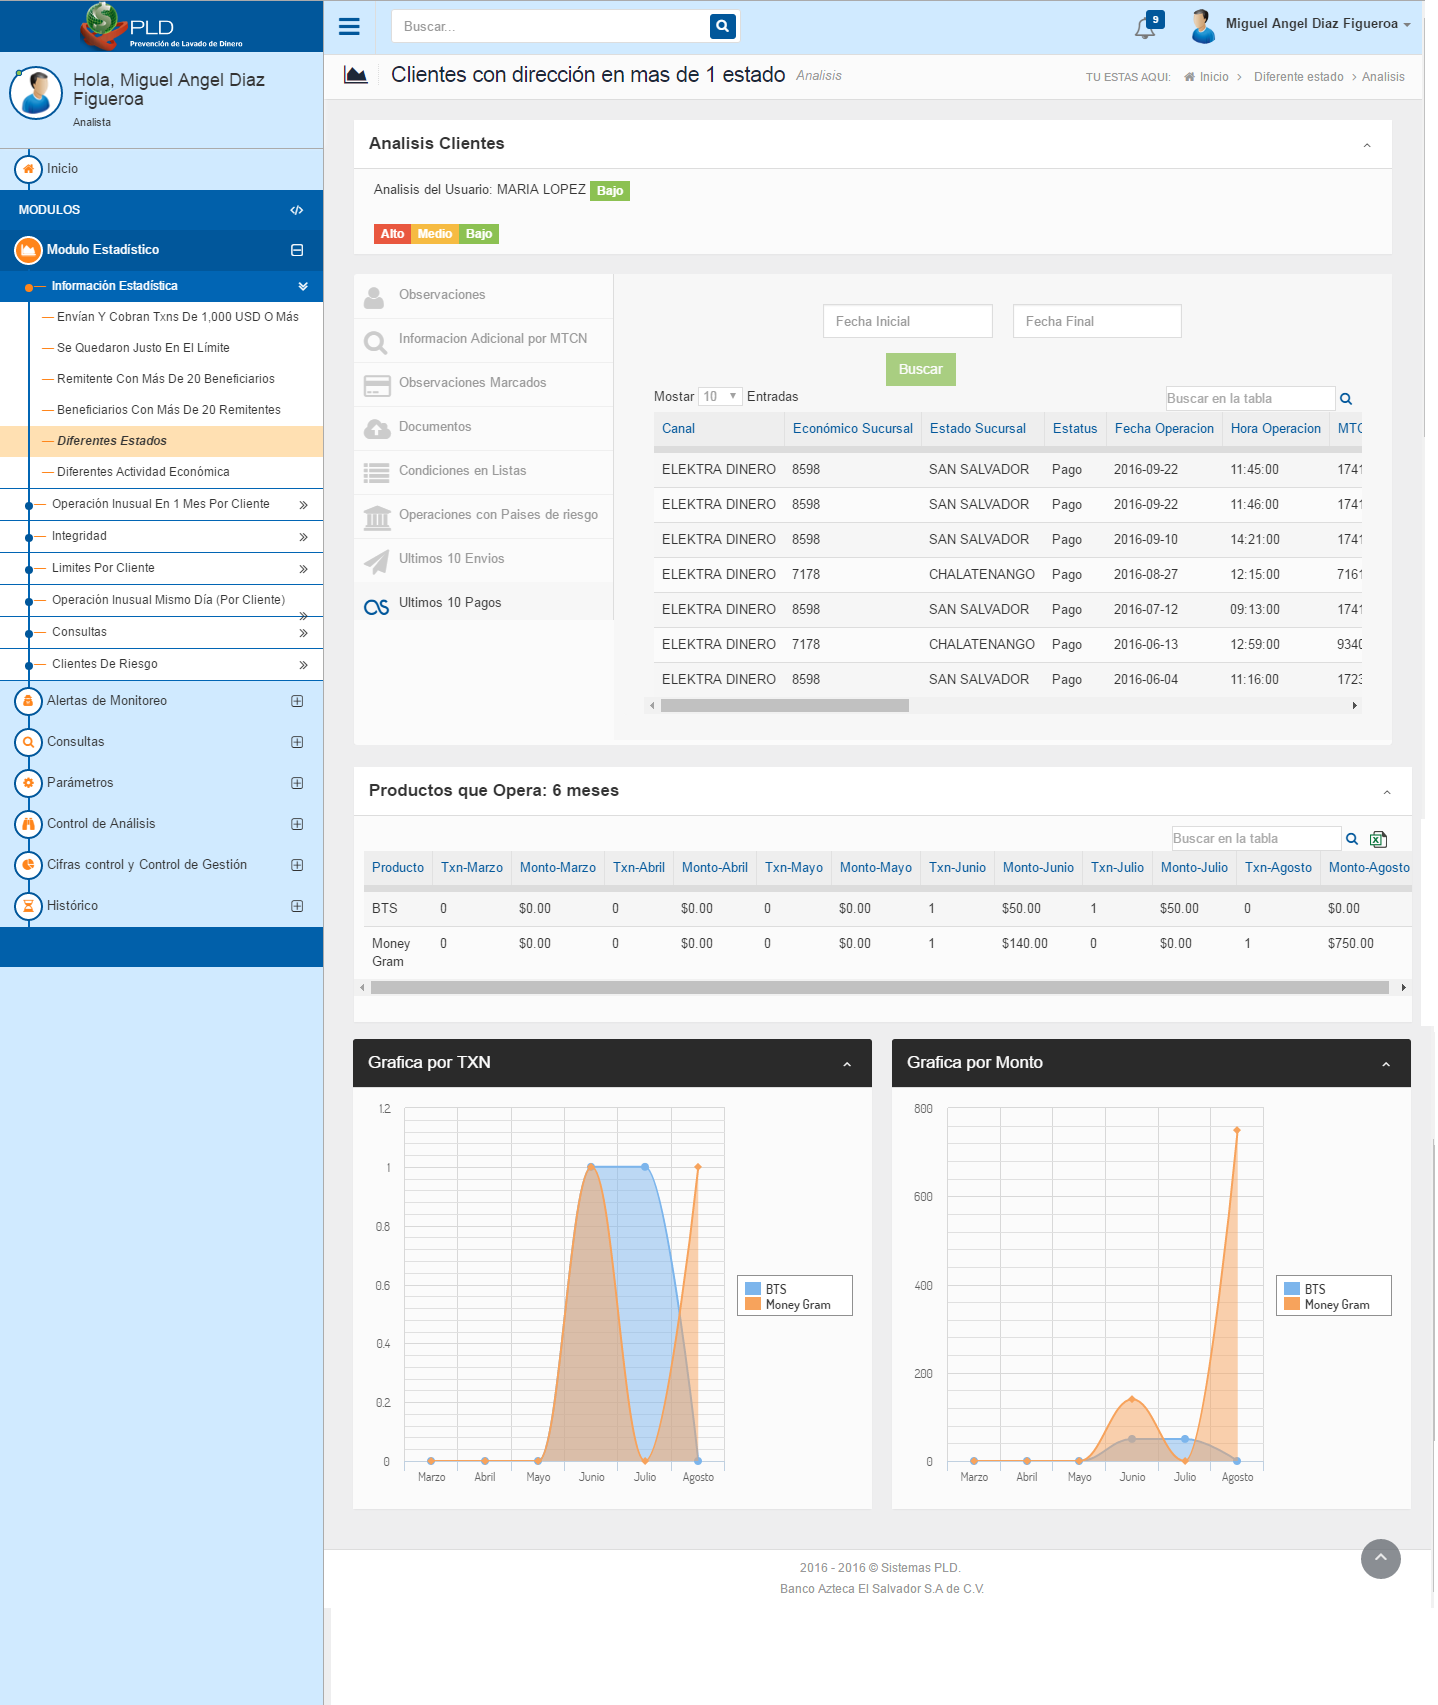 PLD
Prevención de Lavado de Dinero
Buscar...
9
Miguel Angel Diaz Figueroa
Hola, Miguel Angel Diaz
Figueroa
Analista
Clientes con dirección en mas de 1 estado Analisis
TU ESTAS AQUI: Inicio > Diferente estado > Analisis
Inicio
MODULOS
Modulo Estadístico
Información Estadística
Envían Y Cobran Txns De 1,000 USD O Más
Se Quedaron Justo En El Límite
Remitente Con Más De 20 Beneficiarios
Beneficiarios Con Más De 20 Remitentes
Diferentes Estados
Diferentes Actividad Económica
Operación Inusual En 1 Mes Por Cliente
Integridad
Limites Por Cliente
Operación Inusual Mismo Día (Por Cliente)
Consultas
Clientes De Riesgo
Alertas de Monitoreo
Consultas
Parámetros
Control de Análisis
Cifras control y Control de Gestión
Histórico
Analisis Clientes
Analisis del Usuario: MARIA LOPEZ Bajo
Alto Medio Bajo
Observaciones
Informacion Adicional por MTCN
Observaciones Marcados
Documentos
Condiciones en Listas
Operaciones con Paises de riesgo
Ultimos 10 Envios
Ultimos 10 Pagos
Fecha Inicial Fecha Final
Buscar
Mostar 10 Entradas Buscar en la tabla
Canal Económico Sucursal Estado Sucursal Estatus Fecha Operacion Hora Operacion MTC
ELEKTRA DINERO 8598 SAN SALVADOR Pago 2016-09-22 11:45:00 1741
ELEKTRA DINERO 8598 SAN SALVADOR Pago 2016-09-22 11:46:00 1741
ELEKTRA DINERO 8598 SAN SALVADOR Pago 2016-09-10 14:21:00 1741
ELEKTRA DINERO 7178 CHALATENANGO Pago 2016-08-27 12:15:00 7161
ELEKTRA DINERO 8598 SAN SALVADOR Pago 2016-07-12 09:13:00 1741
ELEKTRA DINERO 7178 CHALATENANGO Pago 2016-06-13 12:59:00 9340
ELEKTRA DINERO 8598 SAN SALVADOR Pago 2016-06-04 11:16:00 1723
Productos que Opera: 6 meses
Buscar en la tabla
Producto Txn-Marzo Monto-Marzo Txn-Abril Monto-Abril Txn-Mayo Monto-Mayo Txn-Junio Monto-Junio Txn-Julio Monto-Julio Txn-Agosto Monto-Agosto
BTS 0 $0.00 0 $0.00 0 $0.00 1 $50.00 1 $50.00 0 $0.00
Money Gram 0 $0.00 0 $0.00 0 $0.00 1 $140.00 0 $0.00 1 $750.00
Grafica por TXN
1.2
1
0.8
0.6
0.4
0.2
0
Marzo Abril Mayo Junio Julio Agosto
BTS
Money Gram
Grafica por Monto
800
600
400
200
0
Marzo Abril Mayo Junio Julio Agosto
BTS
Money Gram
2016 - 2016 © Sistemas PLD.
Banco Azteca El Salvador S.A de C.V.